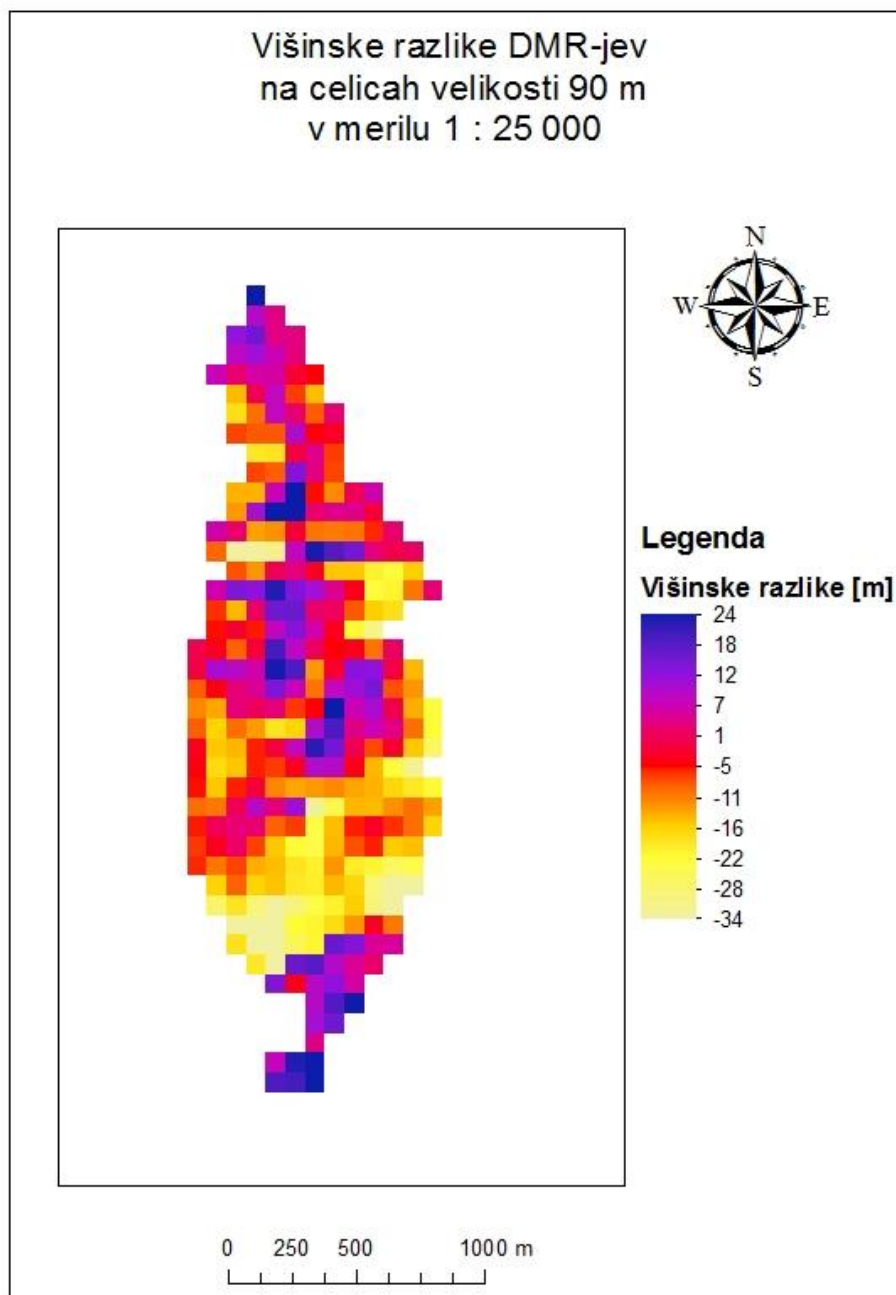 Višinske razlike DMR-jev
na celicah velikosti 90 m
v merilu 1 : 25 000
N
W
E
S
Legenda
Višinske razlike [m]
24
18
12
7
1
-5
-11
-16
-22
-28
-34
0 250 500 1000 m